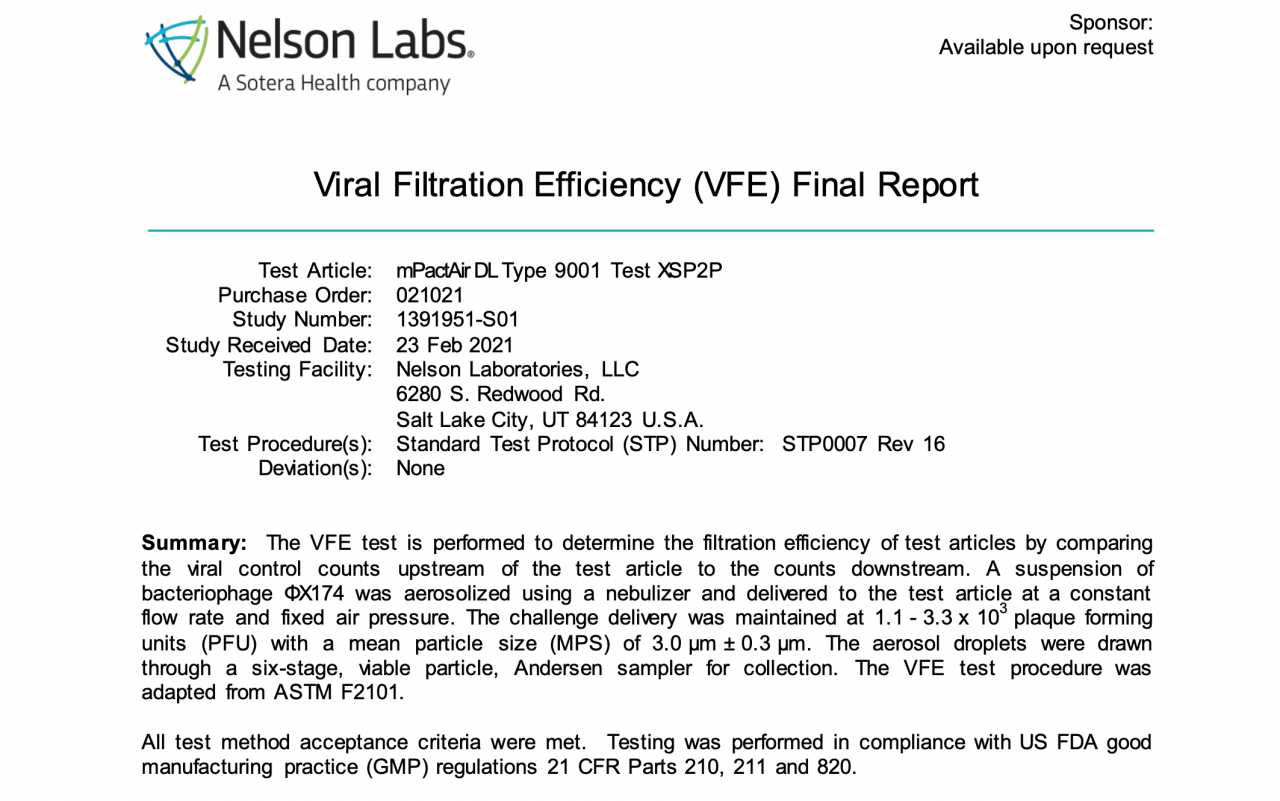 Nelson Labs®
A Sotera Health company
Sponsor:
Available upon request
Viral Filtration Efficiency (VFE) Final Report
Test Article: mPactAir DL Type 9001 Test XSP2P
Purchase Order: 021021
Study Number: 1391951-S01
Study Received Date: 23 Feb 2021
Testing Facility: Nelson Laboratories, LLC
6280 S. Redwood Rd.
Salt Lake City, UT 84123 U.S.A.
Test Procedure(s): Standard Test Protocol (STP) Number: STP0007 Rev 16
Deviation(s): None
Summary: The VFE test is performed to determine the filtration efficiency of test articles by comparing
the viral control counts upstream of the test article to the counts downstream. A suspension of
bacteriophage ΦX174 was aerosolized using a nebulizer and delivered to the test article at a constant
flow rate and fixed air pressure. The challenge delivery was maintained at 1.1 - 3.3 x 10³ plaque forming
units (PFU) with a mean particle size (MPS) of 3.0 µm ± 0.3 µm. The aerosol droplets were drawn
through a six-stage, viable particle, Andersen sampler for collection. The VFE test procedure was
adapted from ASTM F2101.
All test method acceptance criteria were met. Testing was performed in compliance with US FDA good
manufacturing practice (GMP) regulations 21 CFR Parts 210, 211 and 820.